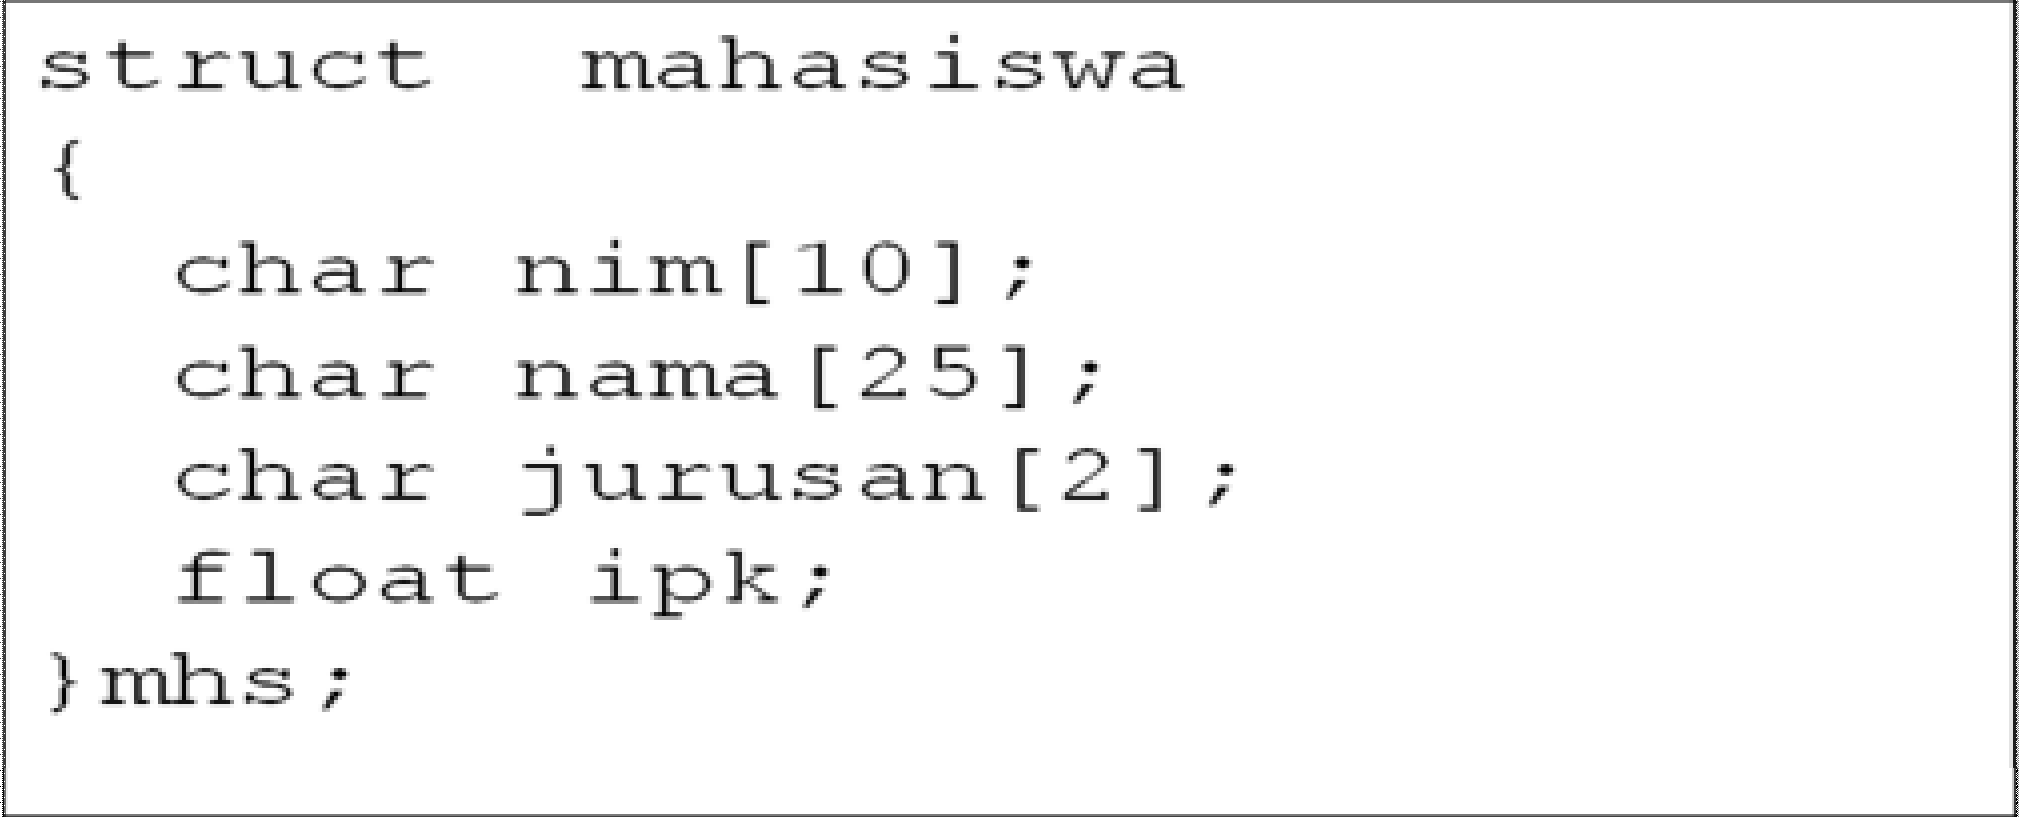 struct  mahasiswa
{
  char nim[10];
  char nama[25];
  char jurusan[2];
  float ipk;
}mhs;